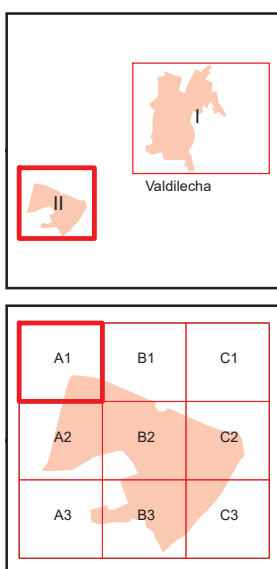 I
II
Valdilecha
A1 B1 C1
A2 B2 C2
A3 B3 C3